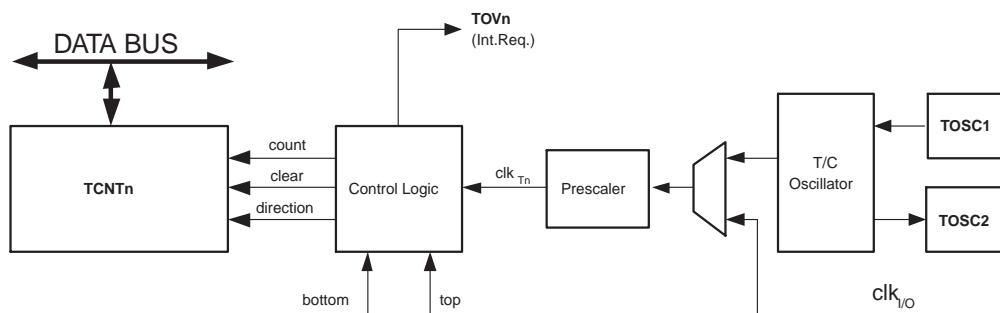 TOVn
(Int.Req.)
DATA BUS
TOSC1
count
T/C
Oscillator
TCNTn
clear
Control Logic
clk Tn
Prescaler
direction
TOSC2
bottom
top
clkI/O